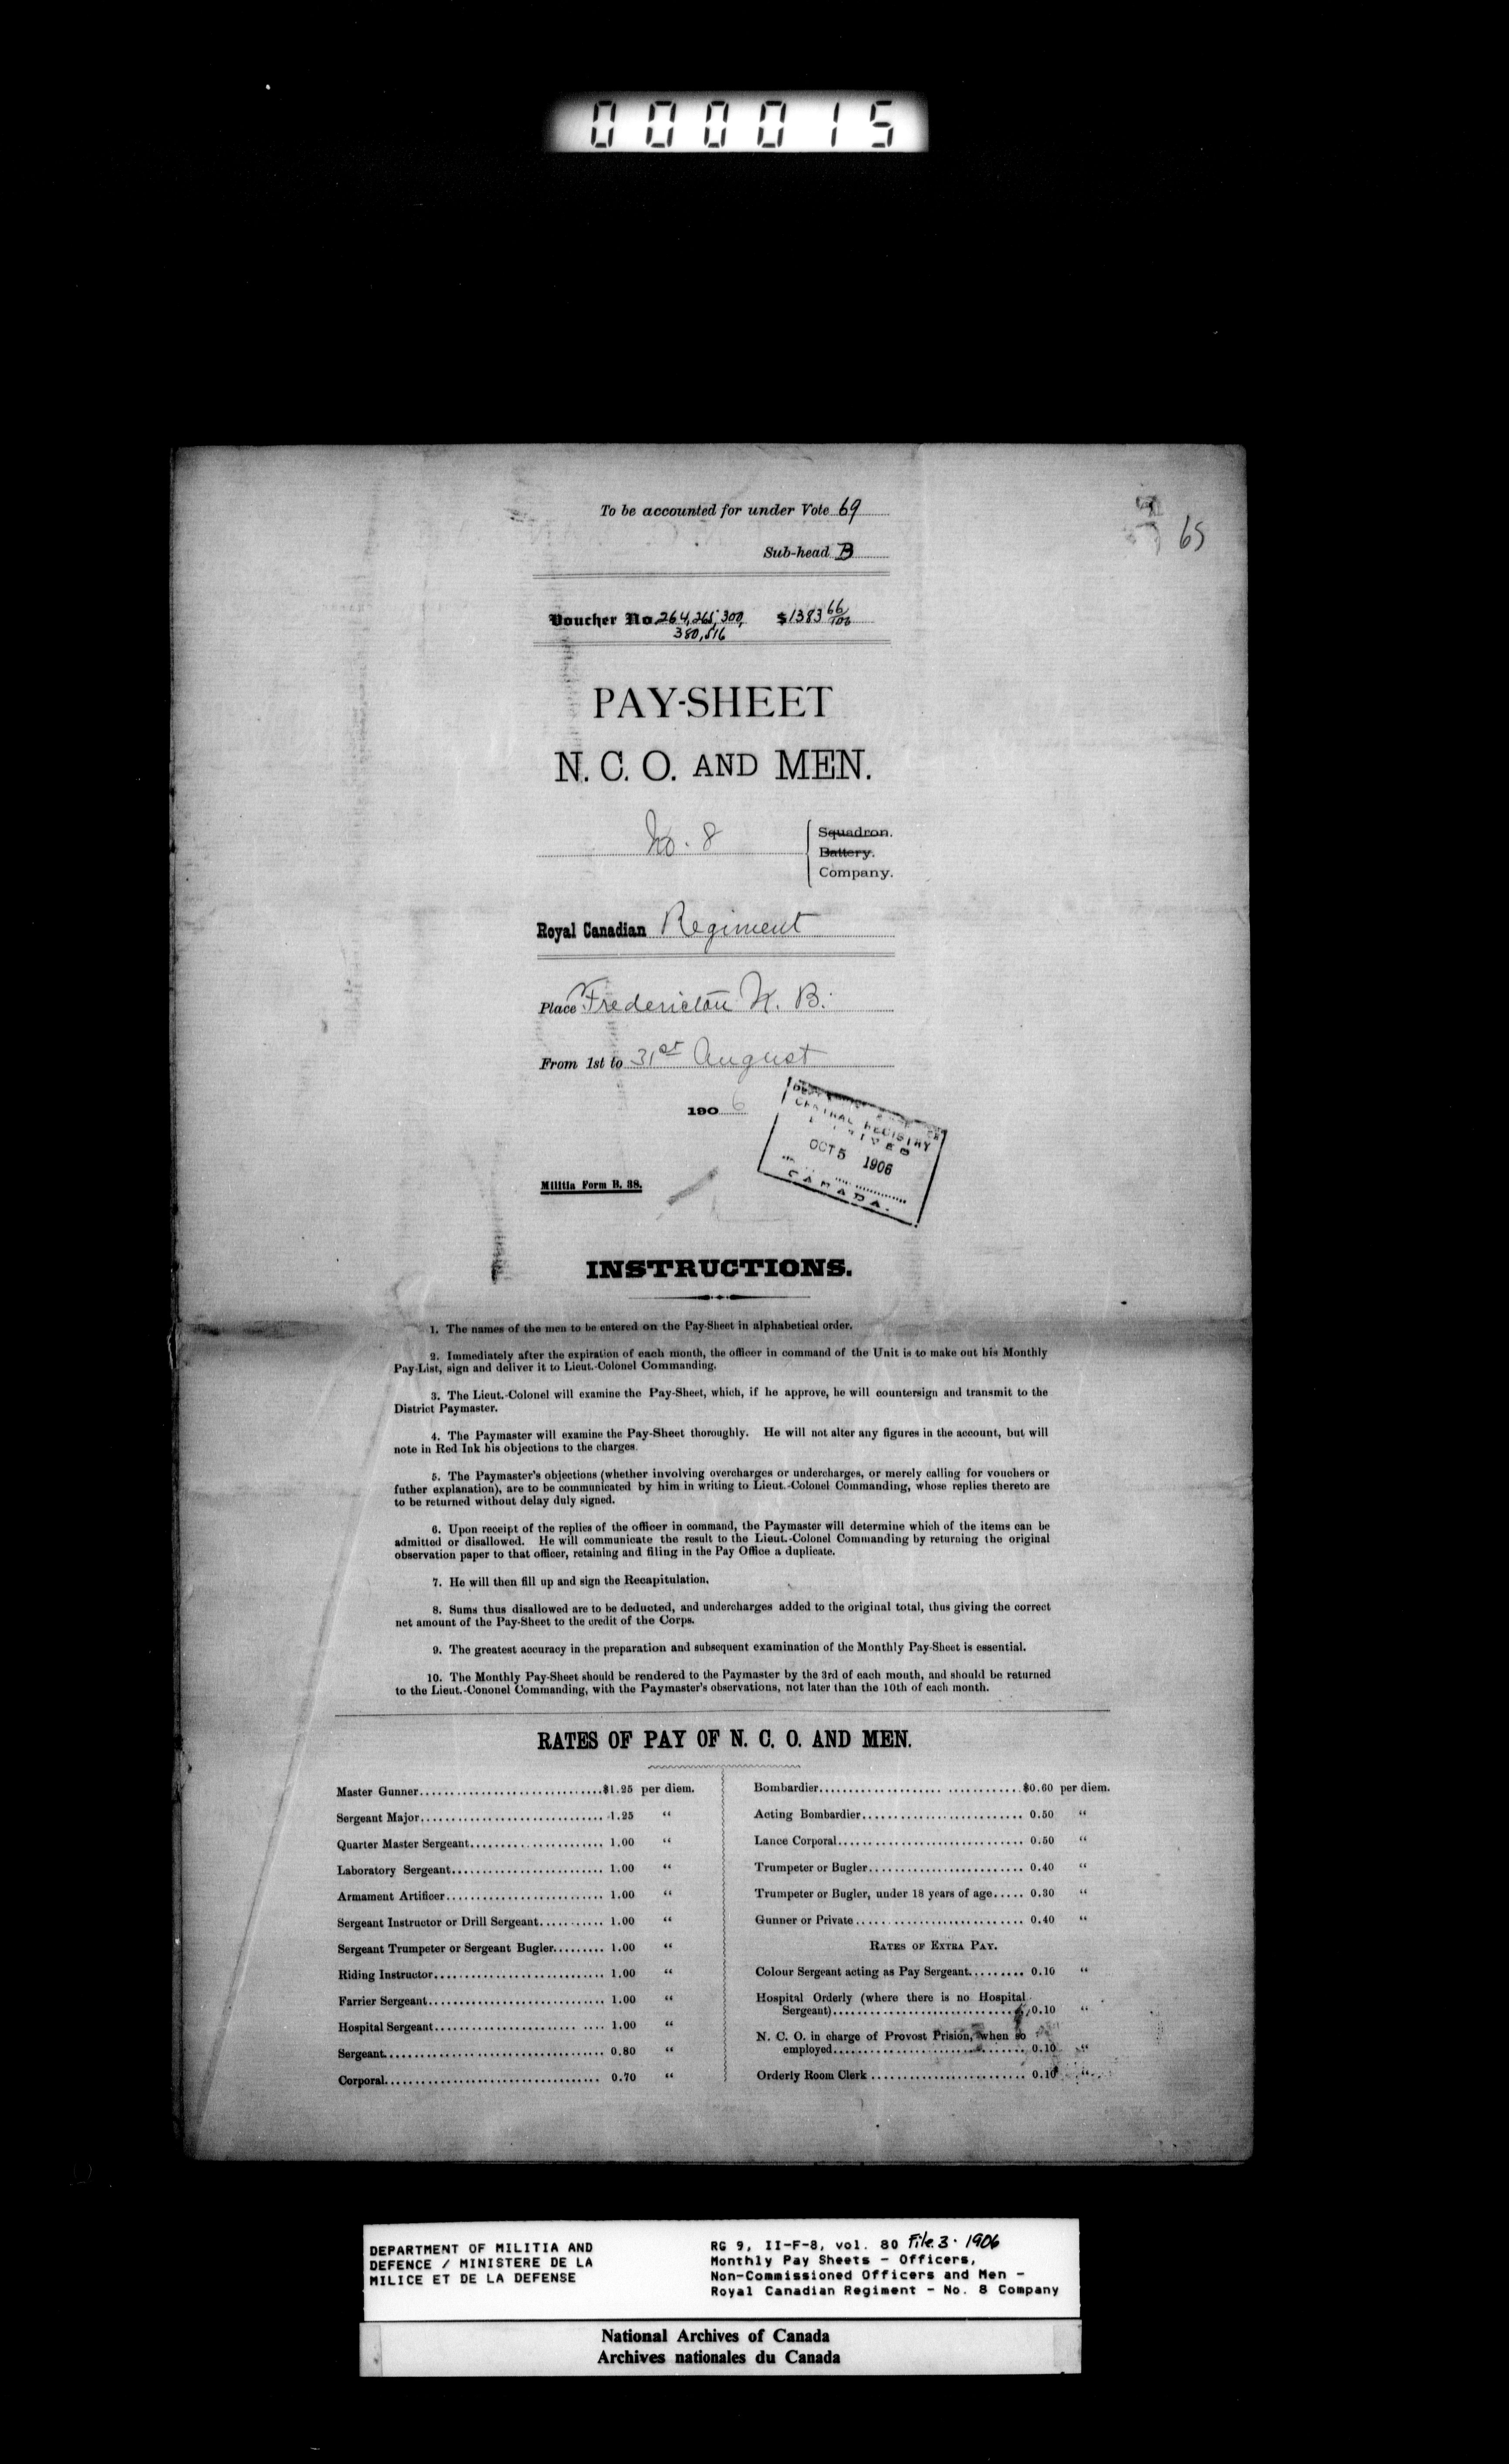 000015
To be accounted for under Vote 69
65
Sub-head B
Voucher No. 264, 265, 300, $1383 66/100
380, 516
PAY-SHEET
N. C. O. AND MEN.
No. 8
Squadron.
Battery.
Company.
Royal Canadian Regiment
Place Fredericton N. B.
From 1st to 31st August
190 6
CENTRAL REGISTRY
OCT 5 1906
CANADA.
Militia Form B. 38.
INSTRUCTIONS.
1. The names of the men to be entered on the Pay-Sheet in alphabetical order.
2. Immediately after the expiration of each month, the officer in command of the Unit is to make out his Monthly
Pay-List, sign and deliver it to Lieut.-Colonel Commanding.
3. The Lieut.-Colonel will examine the Pay-Sheet, which, if he approve, he will countersign and transmit to the
District Paymaster.
4. The Paymaster will examine the Pay-Sheet thoroughly. He will not alter any figures in the account, but will
note in Red Ink his objections to the charges.
5. The Paymaster's objections (whether involving overcharges or undercharges, or merely calling for vouchers or
futher explanation), are to be communicated by him in writing to Lieut.-Colonel Commanding, whose replies thereto are
to be returned without delay duly signed.
6. Upon receipt of the replies of the officer in command, the Paymaster will determine which of the items can be
admitted or disallowed. He will communicate the result to the Lieut.-Colonel Commanding by returning the original
observation paper to that officer, retaining and filing in the Pay Office a duplicate.
7. He will then fill up and sign the Recapitulation.
8. Sums thus disallowed are to be deducted, and undercharges added to the original total, thus giving the correct
net amount of the Pay-Sheet to the credit of the Corps.
9. The greatest accuracy in the preparation and subsequent examination of the Monthly Pay-Sheet is essential.
10. The Monthly Pay-Sheet should be rendered to the Paymaster by the 3rd of each month, and should be returned
to the Lieut.-Cononel Commanding, with the Paymaster's observations, not later than the 10th of each month.
RATES OF PAY OF N. C. O. AND MEN.
Master Gunner $1.25 per diem.
Sergeant Major 1.25 "
Quarter Master Sergeant 1.00 "
Laboratory Sergeant 1.00 "
Armament Artificer 1.00 "
Sergeant Instructor or Drill Sergeant 1.00 "
Sergeant Trumpeter or Sergeant Bugler 1.00 "
Riding Instructor 1.00 "
Farrier Sergeant 1.00 "
Hospital Sergeant 1.00 "
Sergeant 0.80 "
Corporal 0.70 "
Bombardier $0.60 per diem.
Acting Bombardier 0.50 "
Lance Corporal 0.50 "
Trumpeter or Bugler 0.40 "
Trumpeter or Bugler, under 18 years of age 0.30 "
Gunner or Private 0.40 "
RATES OF EXTRA PAY.
Colour Sergeant acting as Pay Sergeant 0.10 "
Hospital Orderly (where there is no Hospital
Sergeant) 0.10 "
N. C. O. in charge of Provost Prision, when so
employed 0.10 "
Orderly Room Clerk 0.10 "
DEPARTMENT OF MILITIA AND
DEFENCE / MINISTERE DE LA
MILICE ET DE LA DEFENSE
RG 9, II-F-8, vol. 80 File 3. 1906
Monthly Pay Sheets - Officers,
Non-Commissioned Officers and Men -
Royal Canadian Regiment - No. 8 Company
National Archives of Canada
Archives nationales du Canada